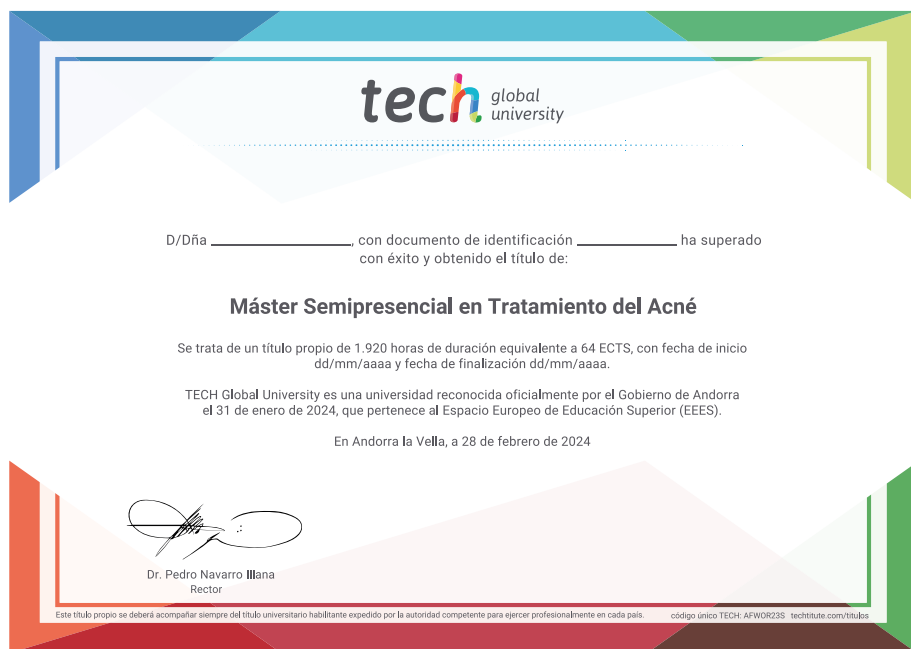 tech global university
D/Dña ____________________, con documento de identificación ______________ ha superado
con éxito y obtenido el título de:
Máster Semipresencial en Tratamiento del Acné
Se trata de un título propio de 1.920 horas de duración equivalente a 64 ECTS, con fecha de inicio
dd/mm/aaaa y fecha de finalización dd/mm/aaaa.
TECH Global University es una universidad reconocida oficialmente por el Gobierno de Andorra
el 31 de enero de 2024, que pertenece al Espacio Europeo de Educación Superior (EEES).
En Andorra la Vella, a 28 de febrero de 2024
Dr. Pedro Navarro Illana
Rector
Este título propio se deberá acompañar siempre del título universitario habilitante expedido por la autoridad competente para ejercer profesionalmente en cada país. código único TECH: AFWOR23S techtitute.com/titulos